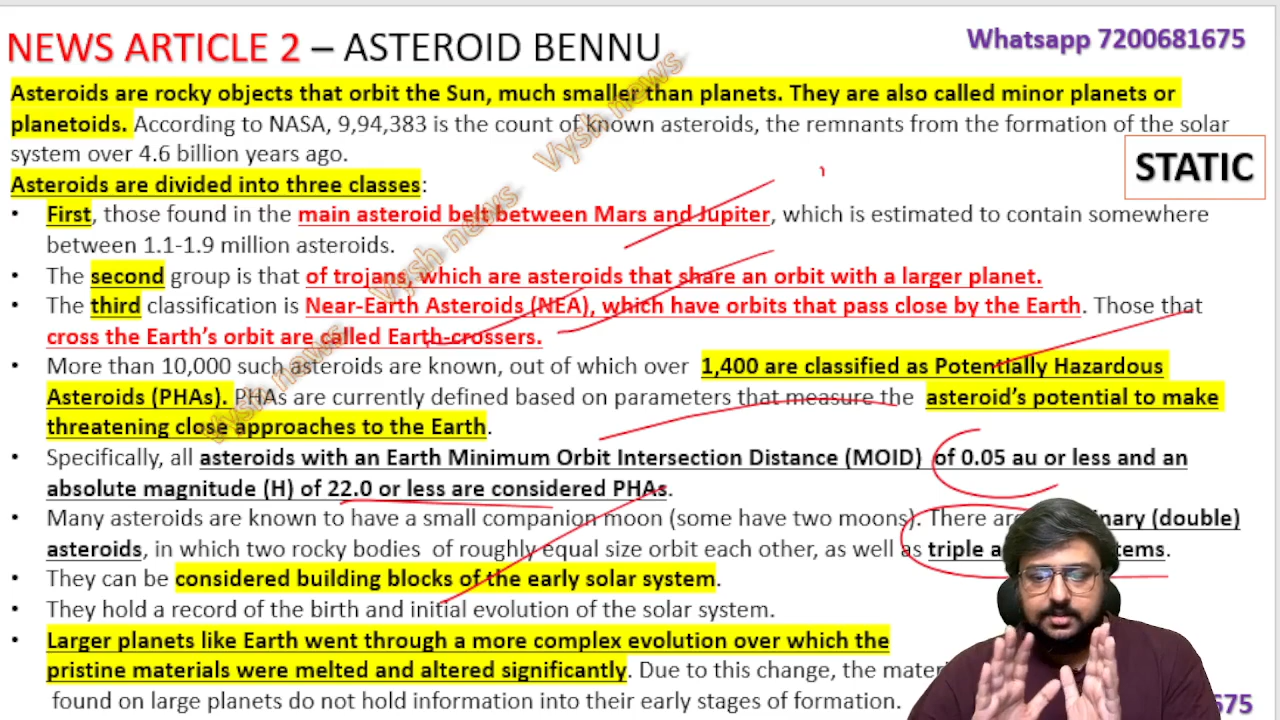 NEWS ARTICLE 2 – ASTEROID BENNU
Whatsapp 7200681675
Asteroids are rocky objects that orbit the Sun, much smaller than planets. They are also called minor planets or
planetoids. According to NASA, 9,94,383 is the count of known asteroids, the remnants from the formation of the solar
system over 4.6 billion years ago.
STATIC
Asteroids are divided into three classes:
• First, those found in the main asteroid belt between Mars and Jupiter, which is estimated to contain somewhere
between 1.1-1.9 million asteroids.
• The second group is that of trojans, which are asteroids that share an orbit with a larger planet.
• The third classification is Near-Earth Asteroids (NEA), which have orbits that pass close by the Earth. Those that
cross the Earth's orbit are called Earth-crossers.
• More than 10,000 such asteroids are known, out of which over 1,400 are classified as Potentially Hazardous
Asteroids (PHAs). PHAs are currently defined based on parameters that measure the asteroid's potential to make
threatening close approaches to the Earth.
• Specifically, all asteroids with an Earth Minimum Orbit Intersection Distance (MOID) of 0.05 au or less and an
absolute magnitude (H) of 22.0 or less are considered PHAs.
• Many asteroids are known to have a small companion moon (some have two moons). There are (double)
asteroids, in which two rocky bodies of roughly equal size orbit each other, as well as triple
• They can be considered building blocks of the early solar system.
• They hold a record of the birth and initial evolution of the solar system.
• Larger planets like Earth went through a more complex evolution over which the
pristine materials were melted and altered significantly. Due to this change, the
found on large planets do not hold information into their early stages of formation.
675
Vysh news
Vysh news
Vysh news